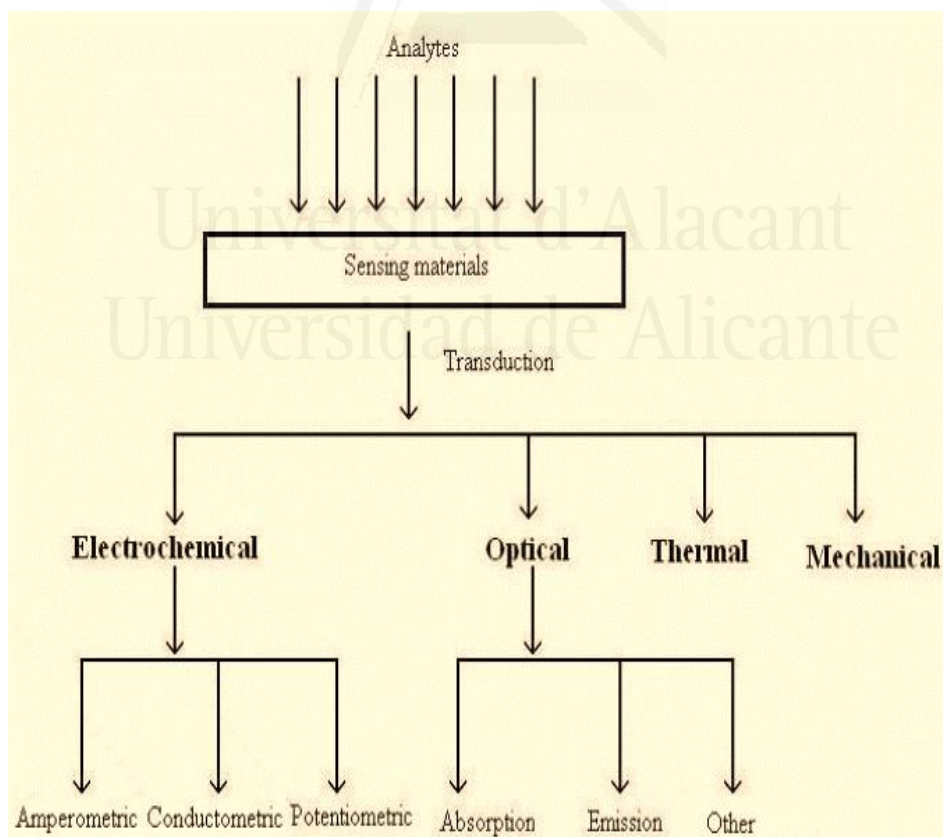 Analytes
Universitat d'Alacant
Sensing materials
Universidad de Alicante
Transduction
Electrochemical
Optical
Thermal
Mechanical
Amperometric
Conductometric
Potentiometric
Absorption
Emission
Other